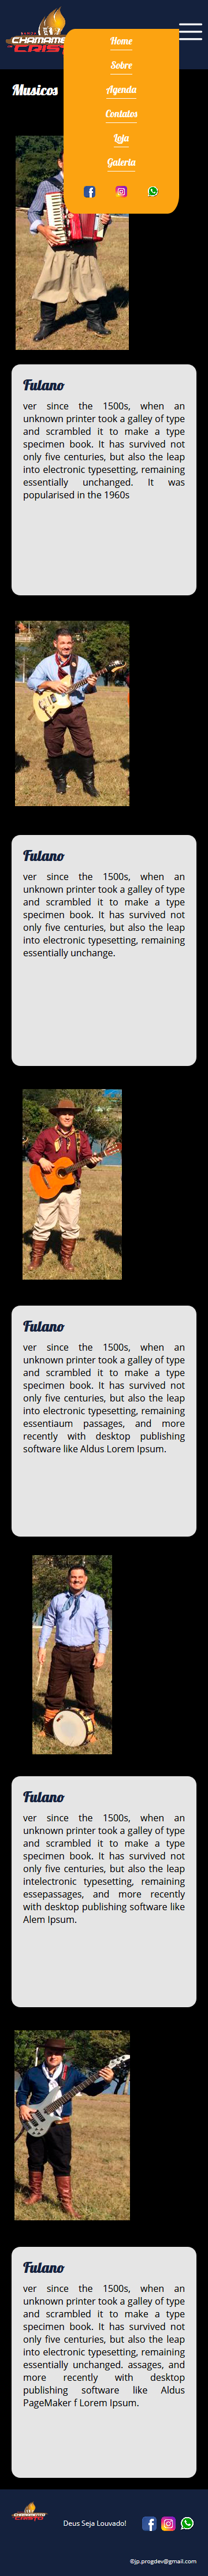 BANDA
CHAMAME
CRIST
Home
Sobre
Agenda
Contatos
Loja
Galeria
Musicos
Fulano
ver since the 1500s, when an
unknown printer took a galley of type
and scrambled it to make a type
specimen book. It has survived not
only five centuries, but also the leap
into electronic typesetting, remaining
essentially unchanged. It was
popularised in the 1960s
Fulano
ver since the 1500s, when an
unknown printer took a galley of type
and scrambled it to make a type
specimen book. It has survived not
only five centuries, but also the leap
into electronic typesetting, remaining
essentially unchange.
Fulano
ver since the 1500s, when an
unknown printer took a galley of type
and scrambled it to make a type
specimen book. It has survived not
only five centuries, but also the leap
into electronic typesetting, remaining
essentiaum passages, and more
recently with desktop publishing
software like Aldus Lorem Ipsum.
Fulano
ver since the 1500s, when an
unknown printer took a galley of type
and scrambled it to make a type
specimen book. It has survived not
only five centuries, but also the leap
intelectronic typesetting, remaining
essepassages, and more recently
with desktop publishing software like
Alem Ipsum.
Fulano
ver since the 1500s, when an
unknown printer took a galley of type
and scrambled it to make a type
specimen book. It has survived not
only five centuries, but also the leap
into electronic typesetting, remaining
essentially unchanged. assages, and
more recently with desktop
publishing software like Aldus
PageMaker f Lorem Ipsum.
Deus Seja Louvado!
©jp.progdev@gmail.com